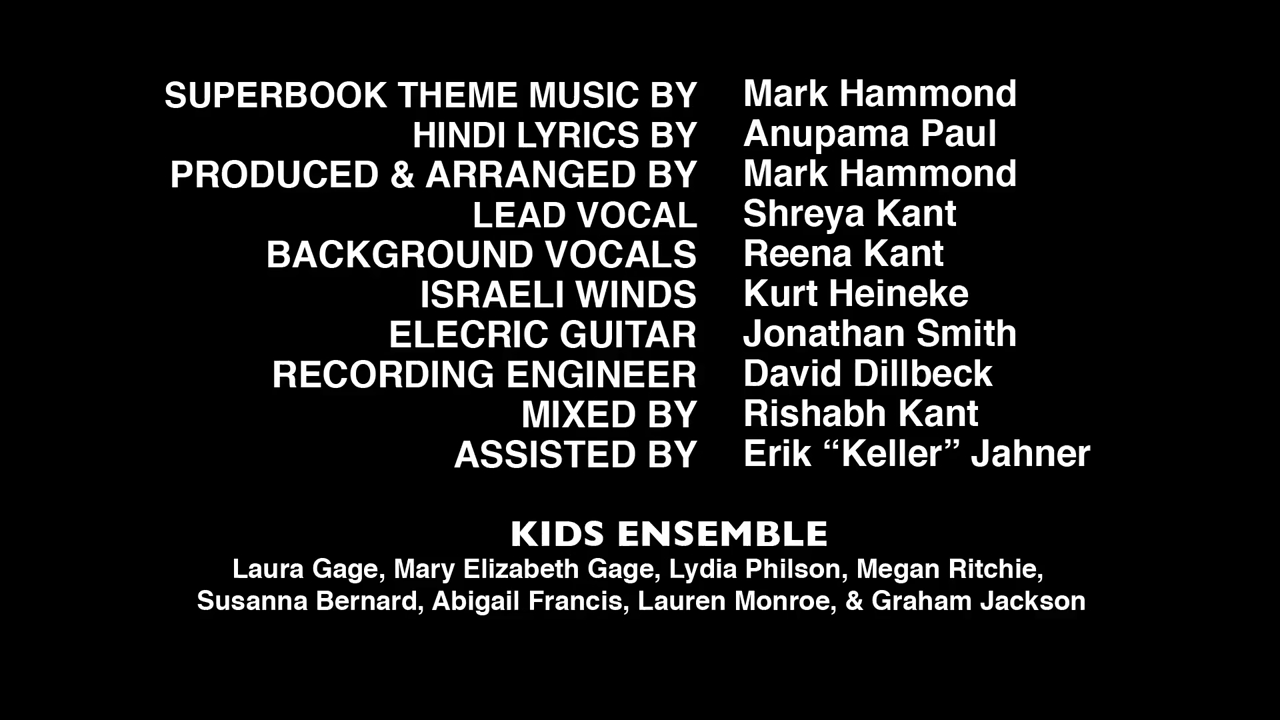 SUPERBOOK THEME MUSIC BY Mark Hammond
HINDI LYRICS BY Anupama Paul
PRODUCED & ARRANGED BY Mark Hammond
LEAD VOCAL Shreya Kant
BACKGROUND VOCALS Reena Kant
ISRAELI WINDS Kurt Heineke
ELECRIC GUITAR Jonathan Smith
RECORDING ENGINEER David Dillbeck
MIXED BY Rishabh Kant
ASSISTED BY Erik “Keller” Jahner
KIDS ENSEMBLE
Laura Gage, Mary Elizabeth Gage, Lydia Philson, Megan Ritchie,
Susanna Bernard, Abigail Francis, Lauren Monroe, & Graham Jackson